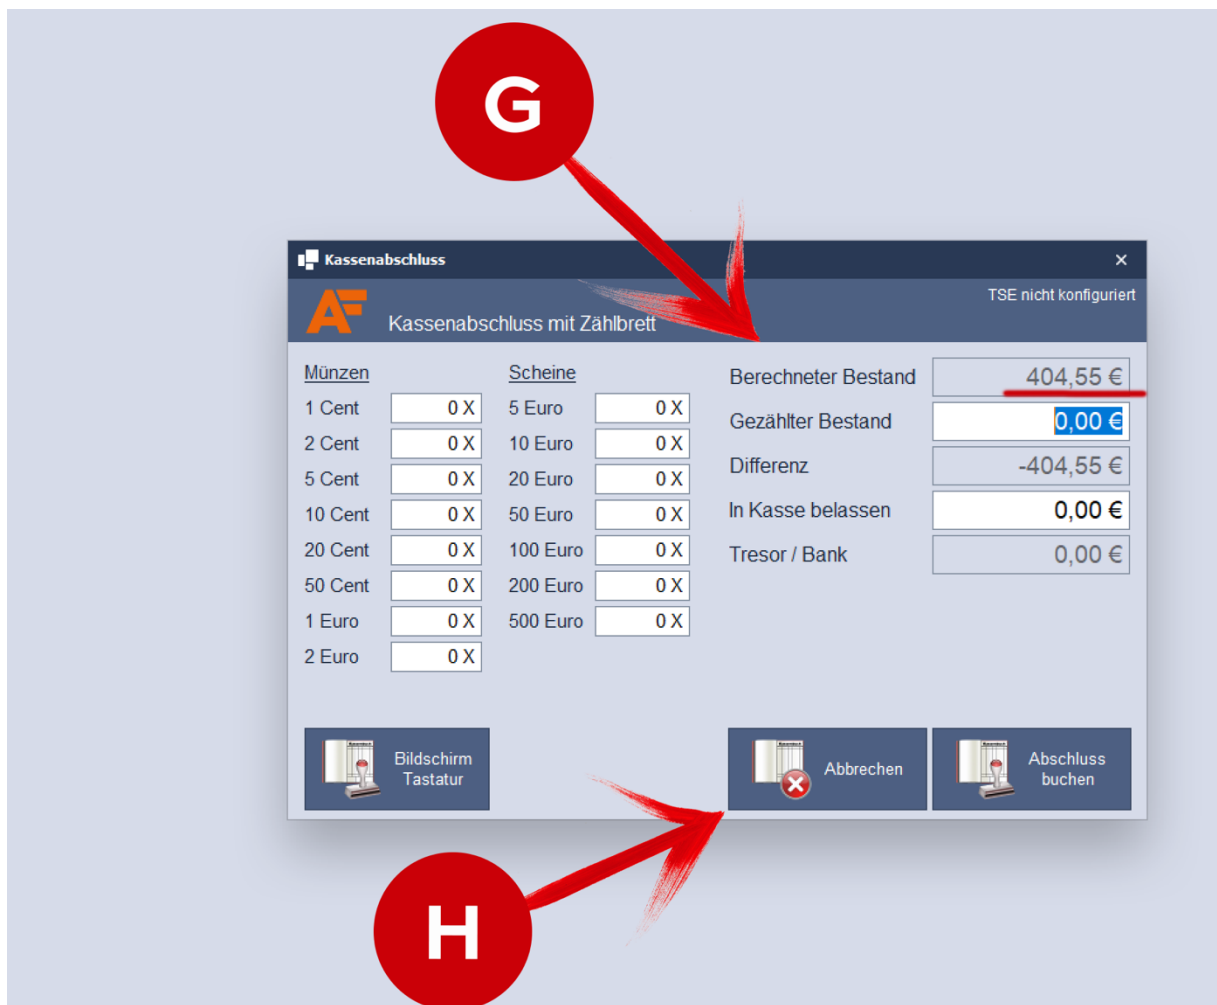 G
Kassenabschluss
TSE nicht konfiguriert
AF
Kassenabschluss mit Zählbrett
Münzen
Scheine
Berechneter Bestand 404,55 €
1 Cent 0 X 5 Euro 0 X
Gezählter Bestand 0,00 €
2 Cent 0 X 10 Euro 0 X
Differenz -404,55 €
5 Cent 0 X 20 Euro 0 X
In Kasse belassen 0,00 €
10 Cent 0 X 50 Euro 0 X
Tresor / Bank 0,00 €
20 Cent 0 X 100 Euro 0 X
50 Cent 0 X 200 Euro 0 X
1 Euro 0 X 500 Euro 0 X
2 Euro 0 X
Bildschirm
Tastatur
Abbrechen
Abschluss
buchen
H